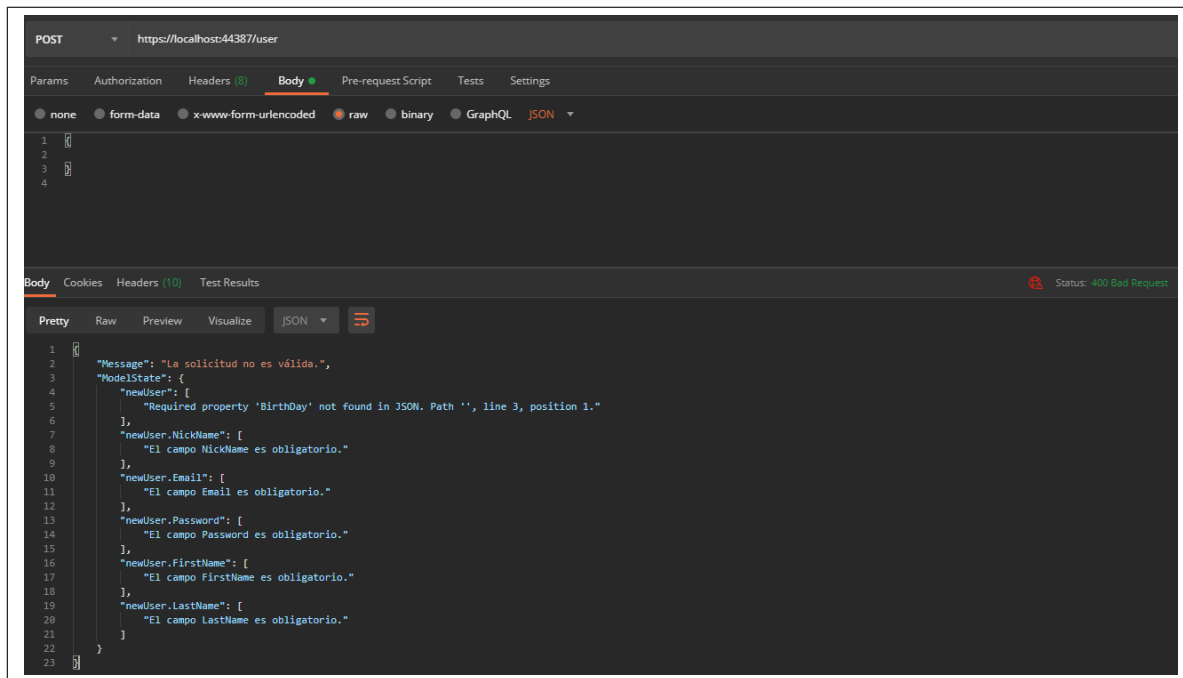 POST https://localhost:44387/user
Params Authorization Headers (8) Body Pre-request Script Tests Settings
none form-data x-www-form-urlencoded raw binary GraphQL JSON
1 {
2
3 }
4
Body Cookies Headers (10) Test Results Status: 400 Bad Request
Pretty Raw Preview Visualize JSON
1 {
2 "Message": "La solicitud no es válida.",
3 "ModelState": {
4 "newUser": [
5 "Required property 'BirthDay' not found in JSON. Path '', line 3, position 1."
6 ],
7 "newUser.NickName": [
8 "El campo NickName es obligatorio."
9 ],
10 "newUser.Email": [
11 "El campo Email es obligatorio."
12 ],
13 "newUser.Password": [
14 "El campo Password es obligatorio."
15 ],
16 "newUser.FirstName": [
17 "El campo FirstName es obligatorio."
18 ],
19 "newUser.LastName": [
20 "El campo LastName es obligatorio."
21 ]
22 }
23 }